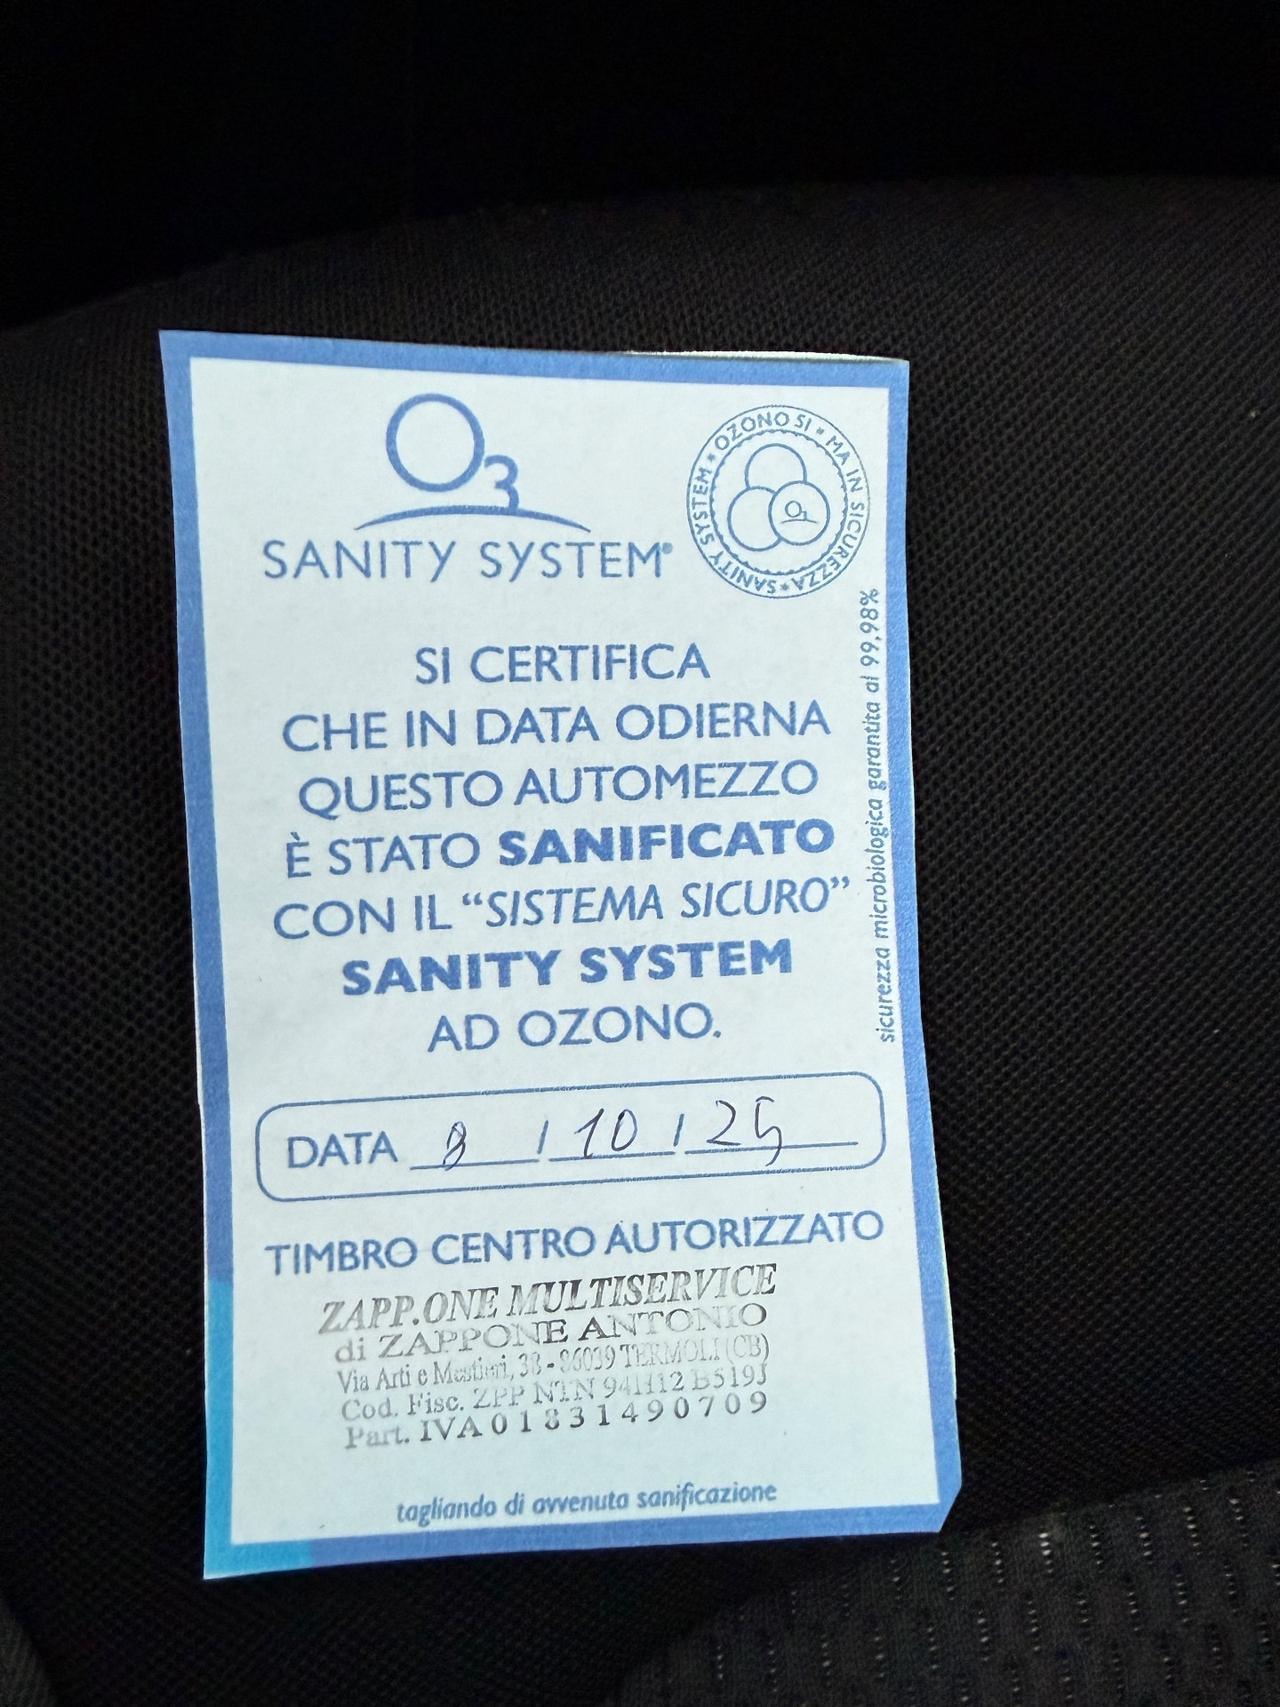 O3
SANITY SYSTEM®
SANITY SYSTEM * OZONO SI * MA IN SICUREZZA *
O3
SI CERTIFICA
CHE IN DATA ODIERNA
QUESTO AUTOMEZZO
È STATO SANIFICATO
CON IL “SISTEMA SICURO”
SANITY SYSTEM
AD OZONO.
sicurezza microbiologica garantita al 99,98%
DATA 8 / 10 / 25
TIMBRO CENTRO AUTORIZZATO
ZAPP.ONE MULTISERVICE
di ZAPPONE ANTONIO
Via Arti e Mestieri, 38 - 86039 TERMOLI (CB)
Cod. Fisc. ZPP NTN 94H12 B519J
Part. IVA 01831490709
tagliando di avvenuta sanificazione